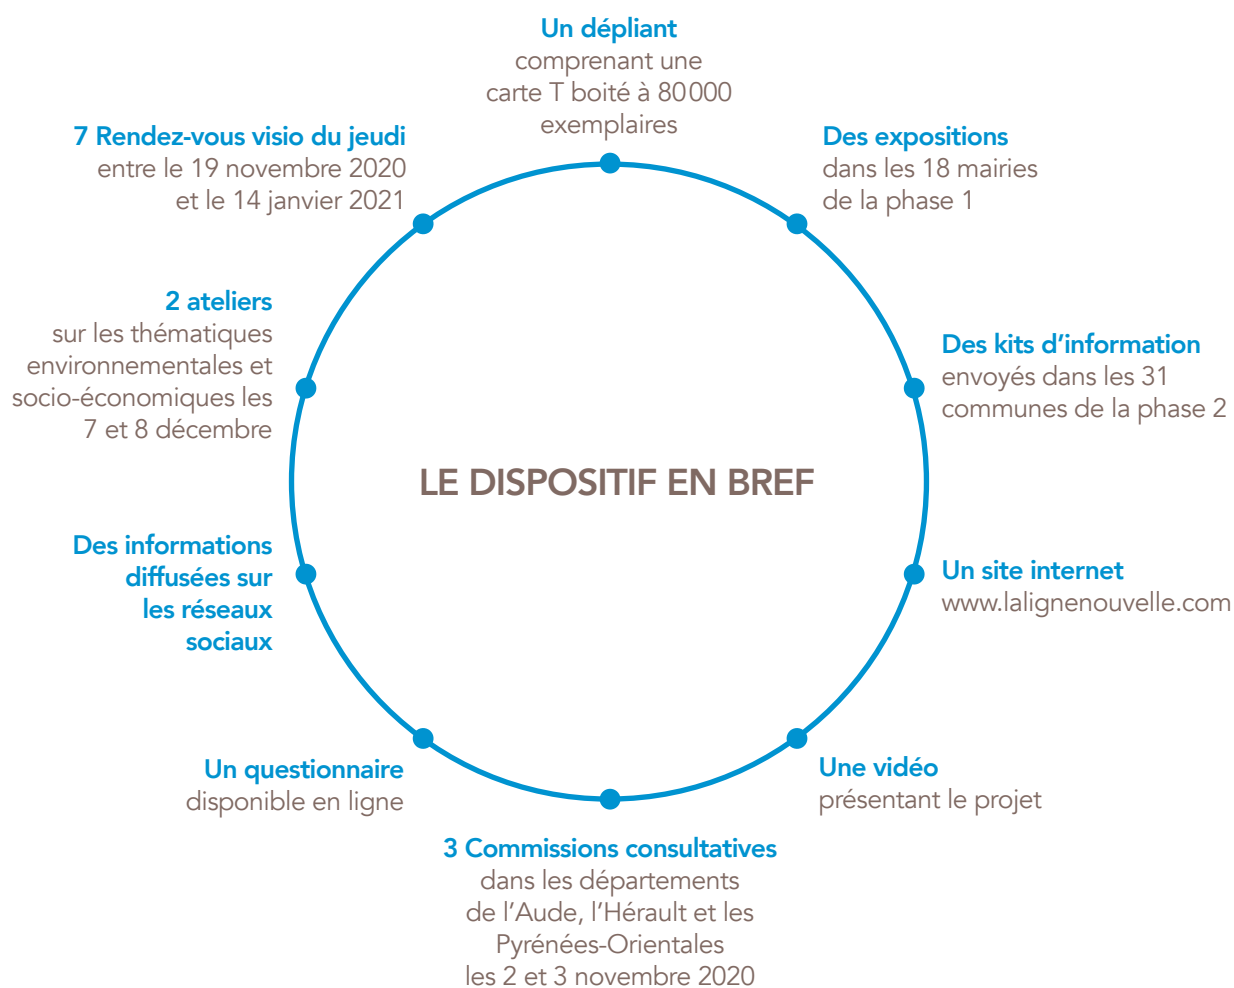 Un dépliant
comprenant une
carte T boité à 80 000
exemplaires
Des expositions
dans les 18 mairies
de la phase 1
Des kits d’information
envoyés dans les 31
communes de la phase 2
Un site internet
www.lalignenouvelle.com
Une vidéo
présentant le projet
3 Commissions consultatives
dans les départements
de l’Aude, l’Hérault et les
Pyrénées-Orientales
les 2 et 3 novembre 2020
Un questionnaire
disponible en ligne
Des informations
diffusées sur
les réseaux
sociaux
2 ateliers
sur les thématiques
environnementales et
socio-économiques les
7 et 8 décembre
7 Rendez-vous visio du jeudi
entre le 19 novembre 2020
et le 14 janvier 2021
LE DISPOSITIF EN BREF